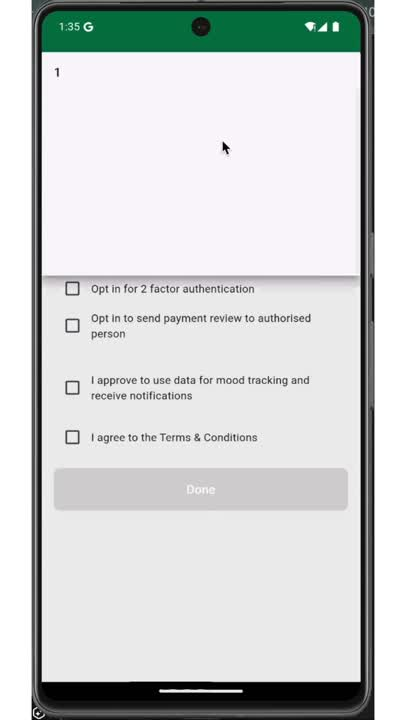 1:35 G
1
Opt in for 2 factor authentication
Opt in to send payment review to authorised
person
I approve to use data for mood tracking and
receive notifications
I agree to the Terms & Conditions
Done